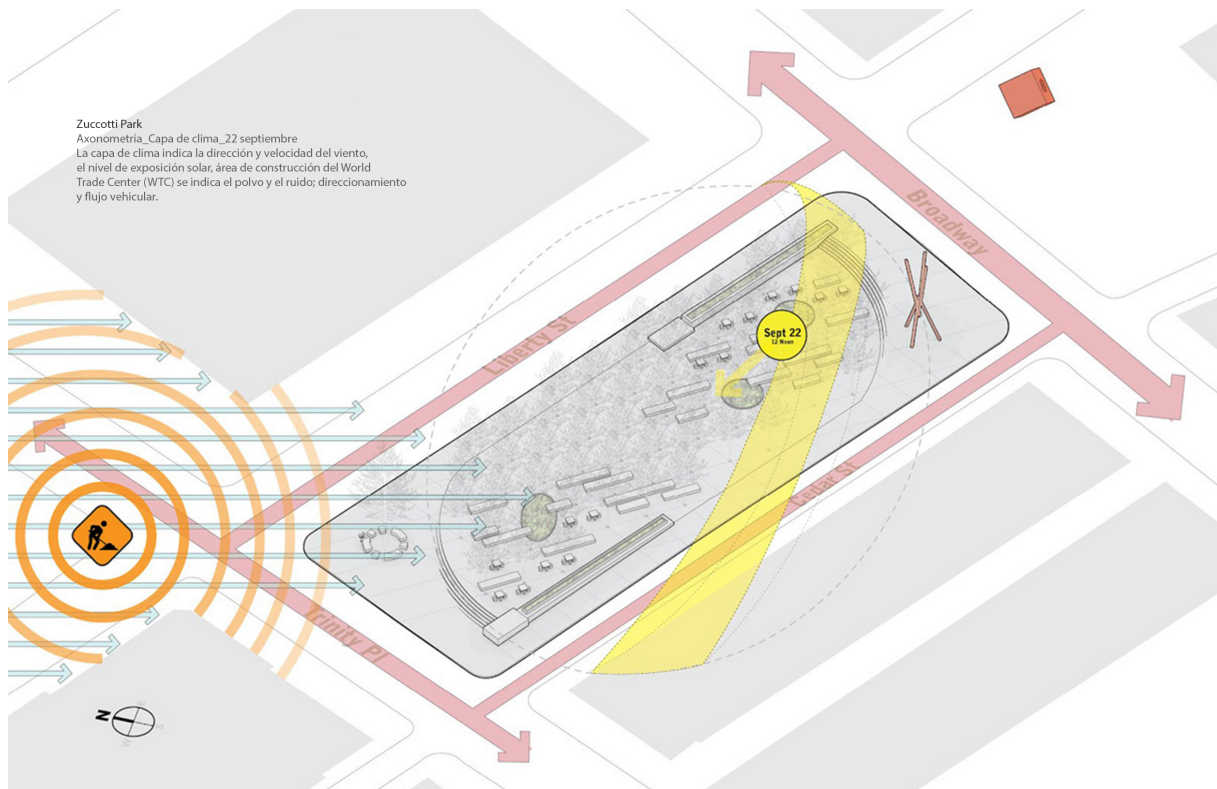 Zuccotti Park
Axonometría_Capa de clima_22 septiembre
La capa de clima indica la dirección y velocidad del viento,
el nivel de exposición solar, área de construcción del World
Trade Center (WTC) se indica el polvo y el ruido; direccionamiento
y flujo vehicular.
Broadway
Liberty St
Sept 22
12 Noon
Cedar St
Trinity Pl
N